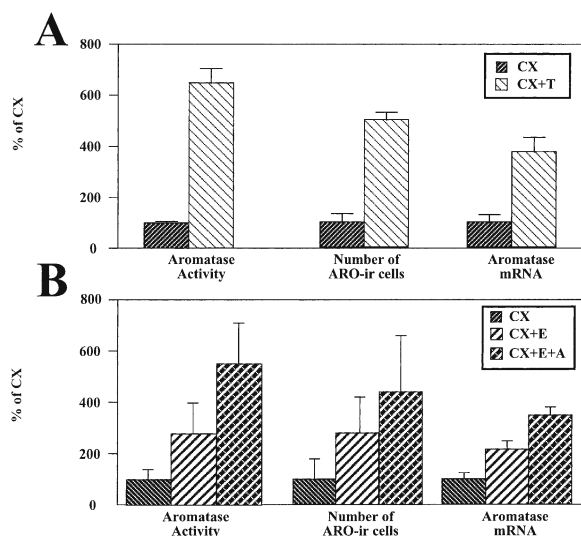 A
% of CX
800
600
400
200
0
CX
CX+T
Aromatase
Activity
Number of
ARO-ir cells
Aromatase
mRNA
B
% of CX
800
600
400
200
0
CX
CX+E
CX+E+A
Aromatase
Activity
Number of
ARO-ir cells
Aromatase
mRNA